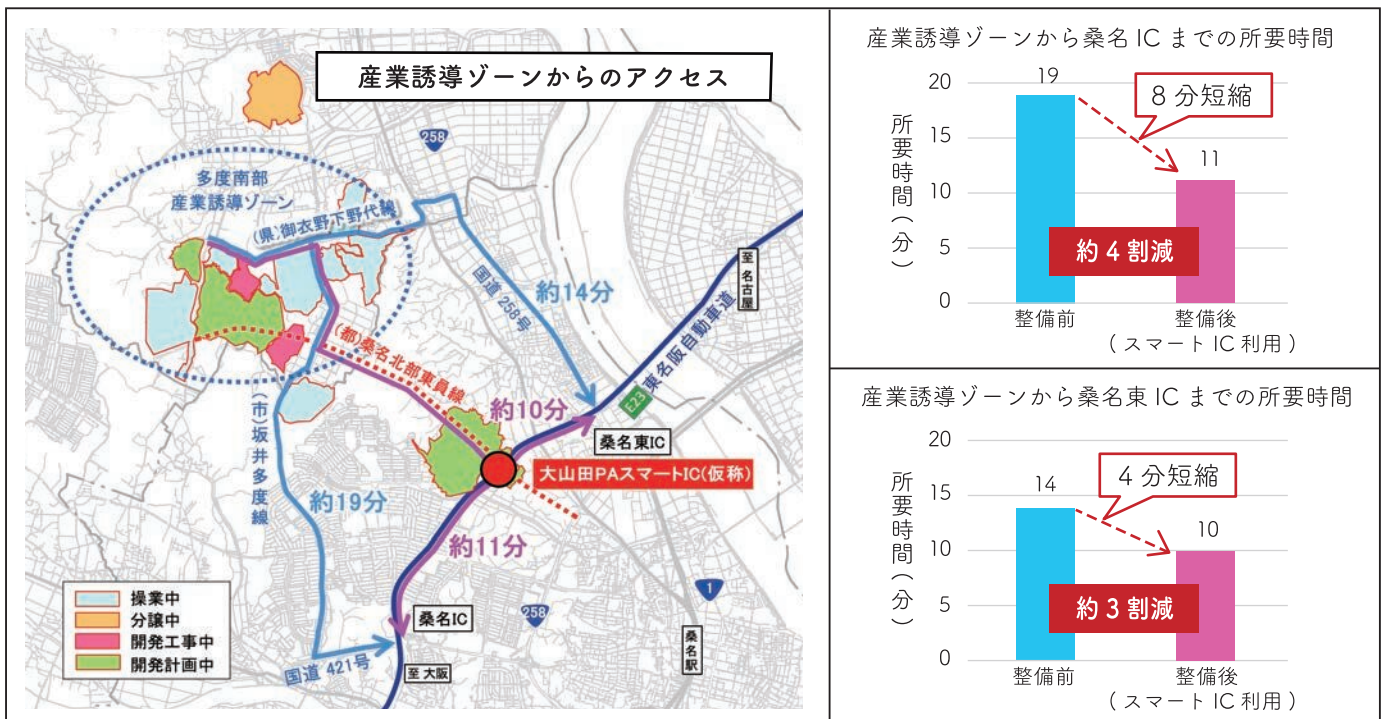 産業誘導ゾーンからのアクセス
258
多度南部
産業誘導ゾーン
(県)御衣野下野代線
国道258号
約14分
至名古屋
E23
東名阪自動車道
(都)桑名北部東員線
約10分
桑名東IC
大山田PAスマートIC(仮称)
(市)坂井多度線
約19分
約11分
桑名IC
国道421号
至大阪
258
1
桑名駅
操業中
分譲中
開発工事中
開発計画中
産業誘導ゾーンから桑名ICまでの所要時間
所要時間(分)
20
15
10
5
0
19
8分短縮
11
約4割減
整備前
整備後
(スマートIC利用)
産業誘導ゾーンから桑名東ICまでの所要時間
所要時間(分)
20
15
10
5
0
14
4分短縮
10
約3割減
整備前
整備後
(スマートIC利用)